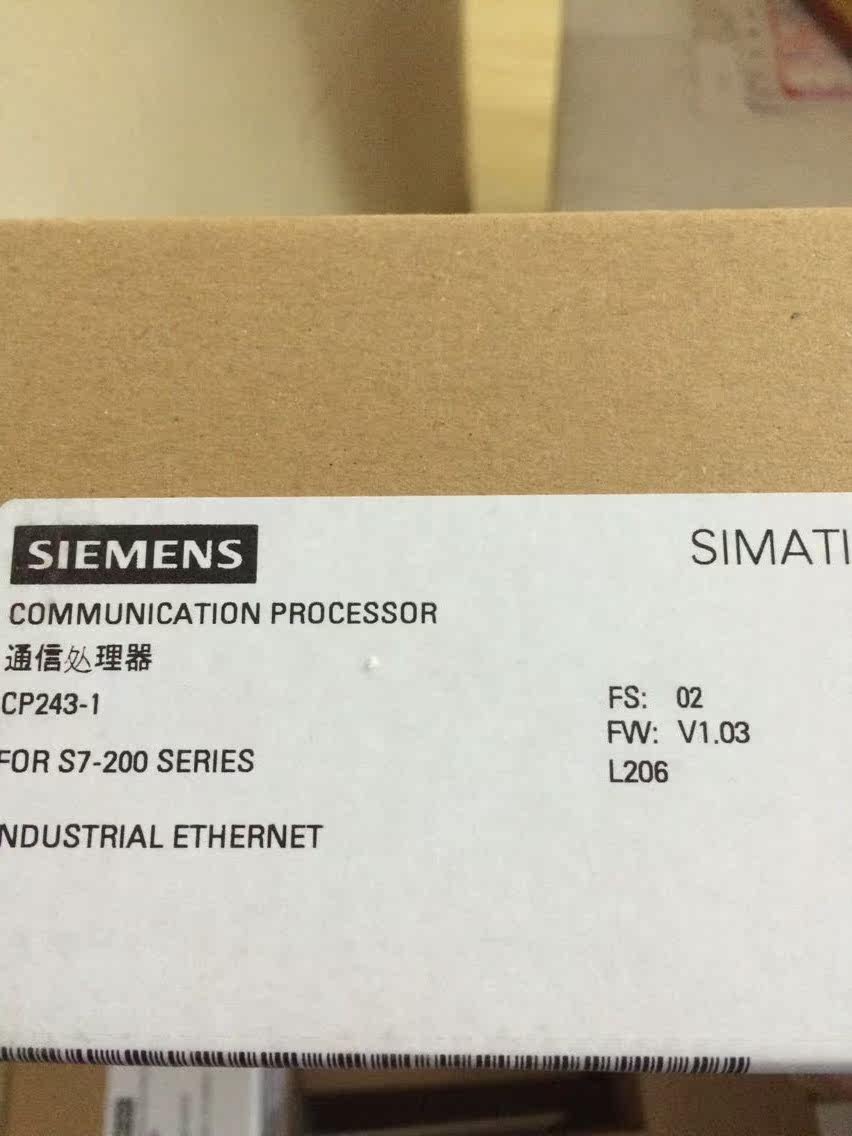 SIEMENS
SIMATI
COMMUNICATION PROCESSOR
通信处理器
CP243-1
FS: 02
FW: V1.03
FOR S7-200 SERIES
L206
NDUSTRIAL ETHERNET